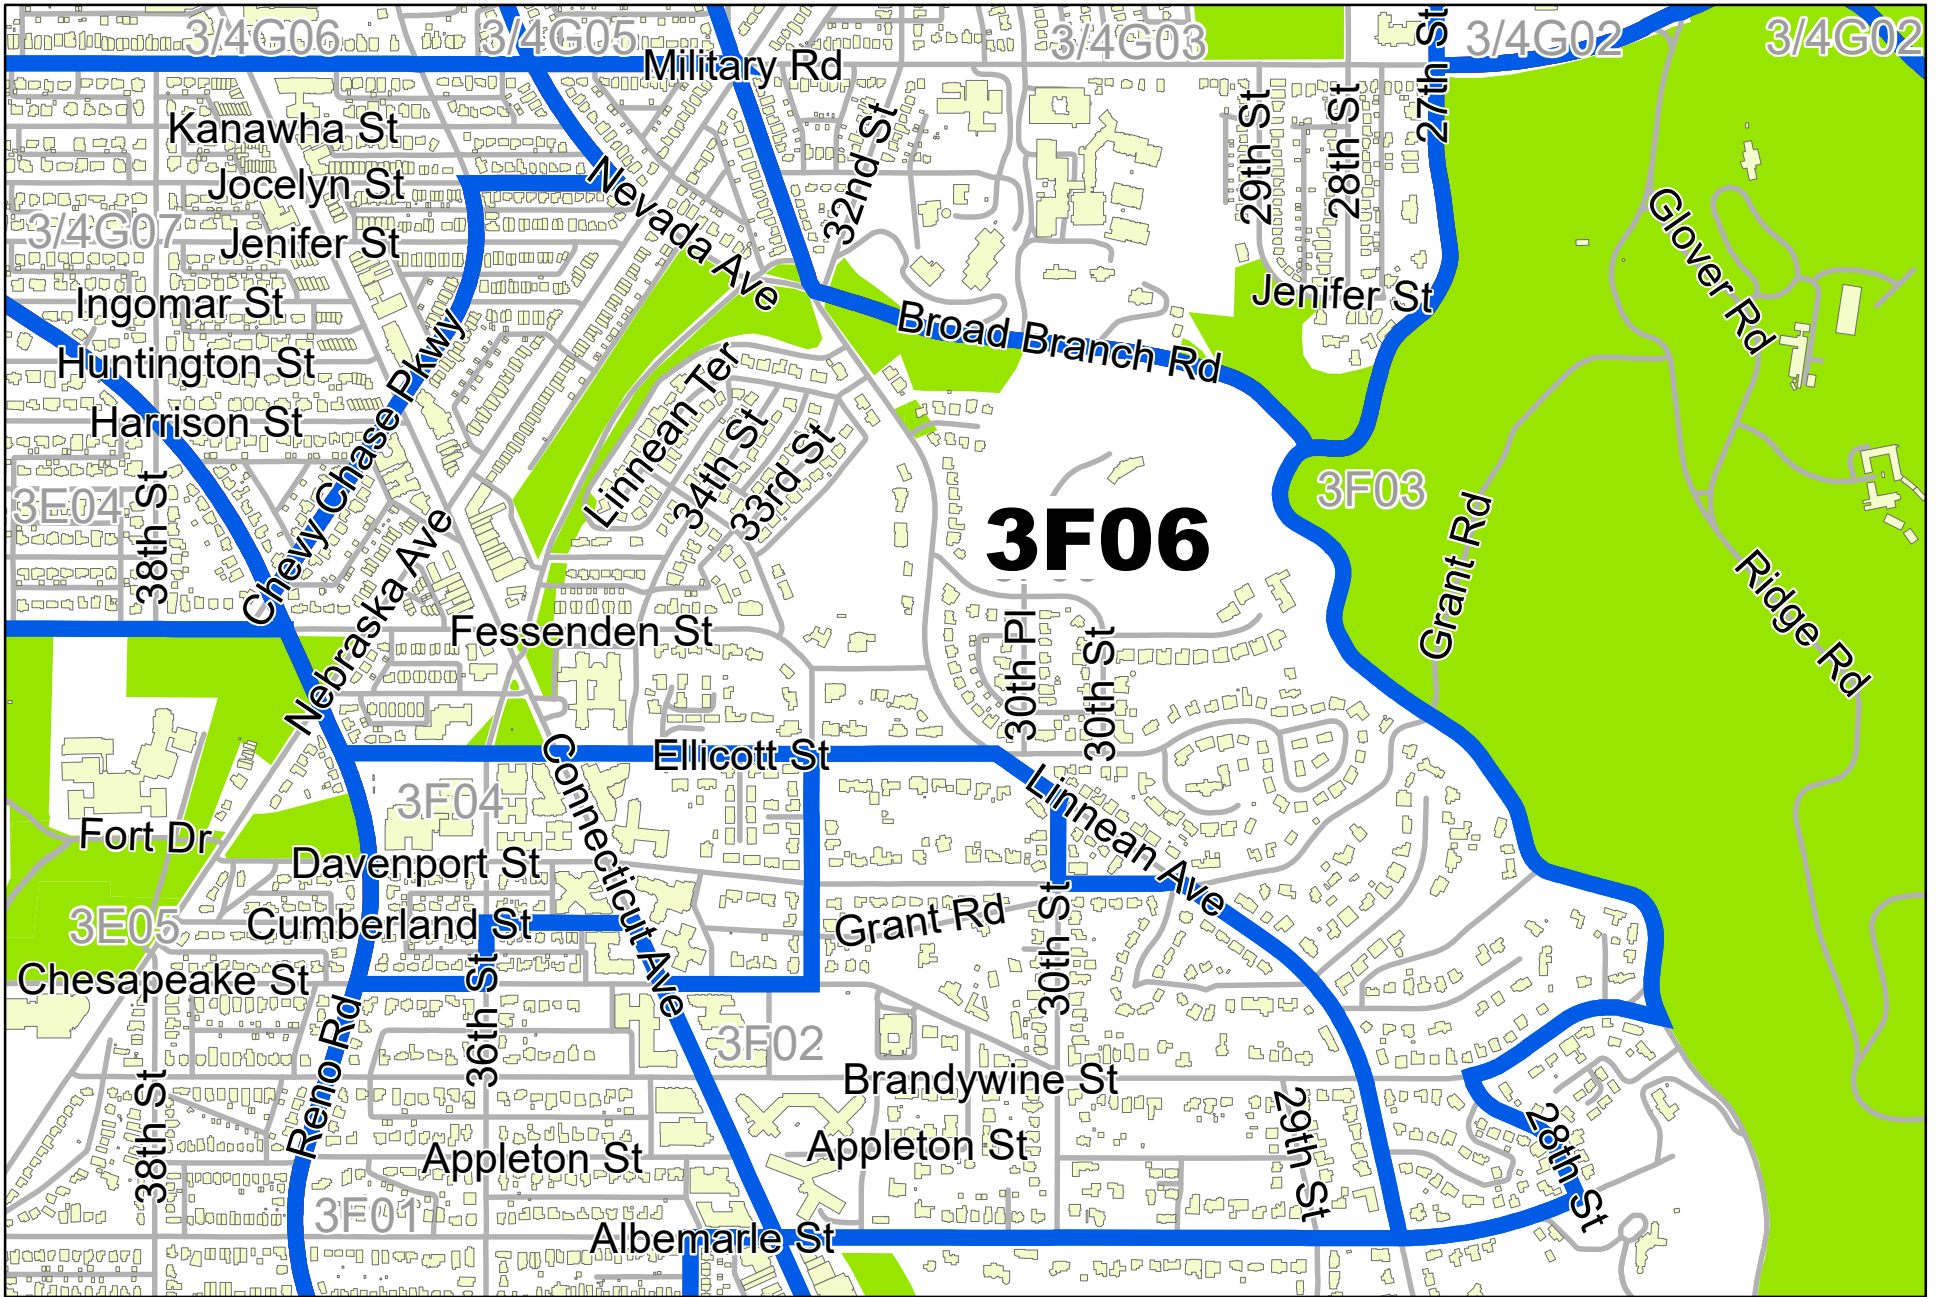 3/4G06
3/4G05
3/4G03
27th St
3/4G02
3/4G02
Military Rd
Kanawha St
32nd St
29th St
28th St
Jocelyn St
Nevada Ave
3/4G07
Jenifer St
Glover Rd
Ingomar St
Jenifer St
Broad Branch Rd
Huntington St
Chevy Chase Pkwy
Linnean Ter
Harrison St
34th St
33rd St
3E04
38th St
3F03
3F06
Grant Rd
Nebraska Ave
Ridge Rd
Fessenden St
30th Pl
30th St
Ellicott St
Connecticut Ave
Linnean Ave
3F04
Fort Dr
Davenport St
3E05
Cumberland St
Grant Rd
30th St
Chesapeake St
36th St
Reno Rd
3F02
Brandywine St
38th St
Appleton St
Appleton St
29th St
28th St
3F01
Albemarle St